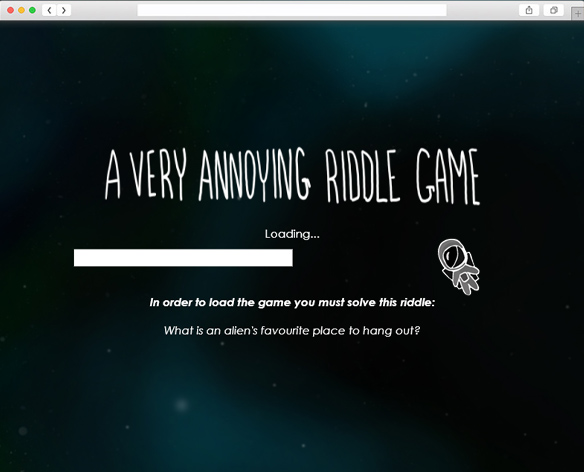 A VERY ANNOYING RIDDLE GAME
Loading...
In order to load the game you must solve this riddle:
What is an alien's favourite place to hang out?